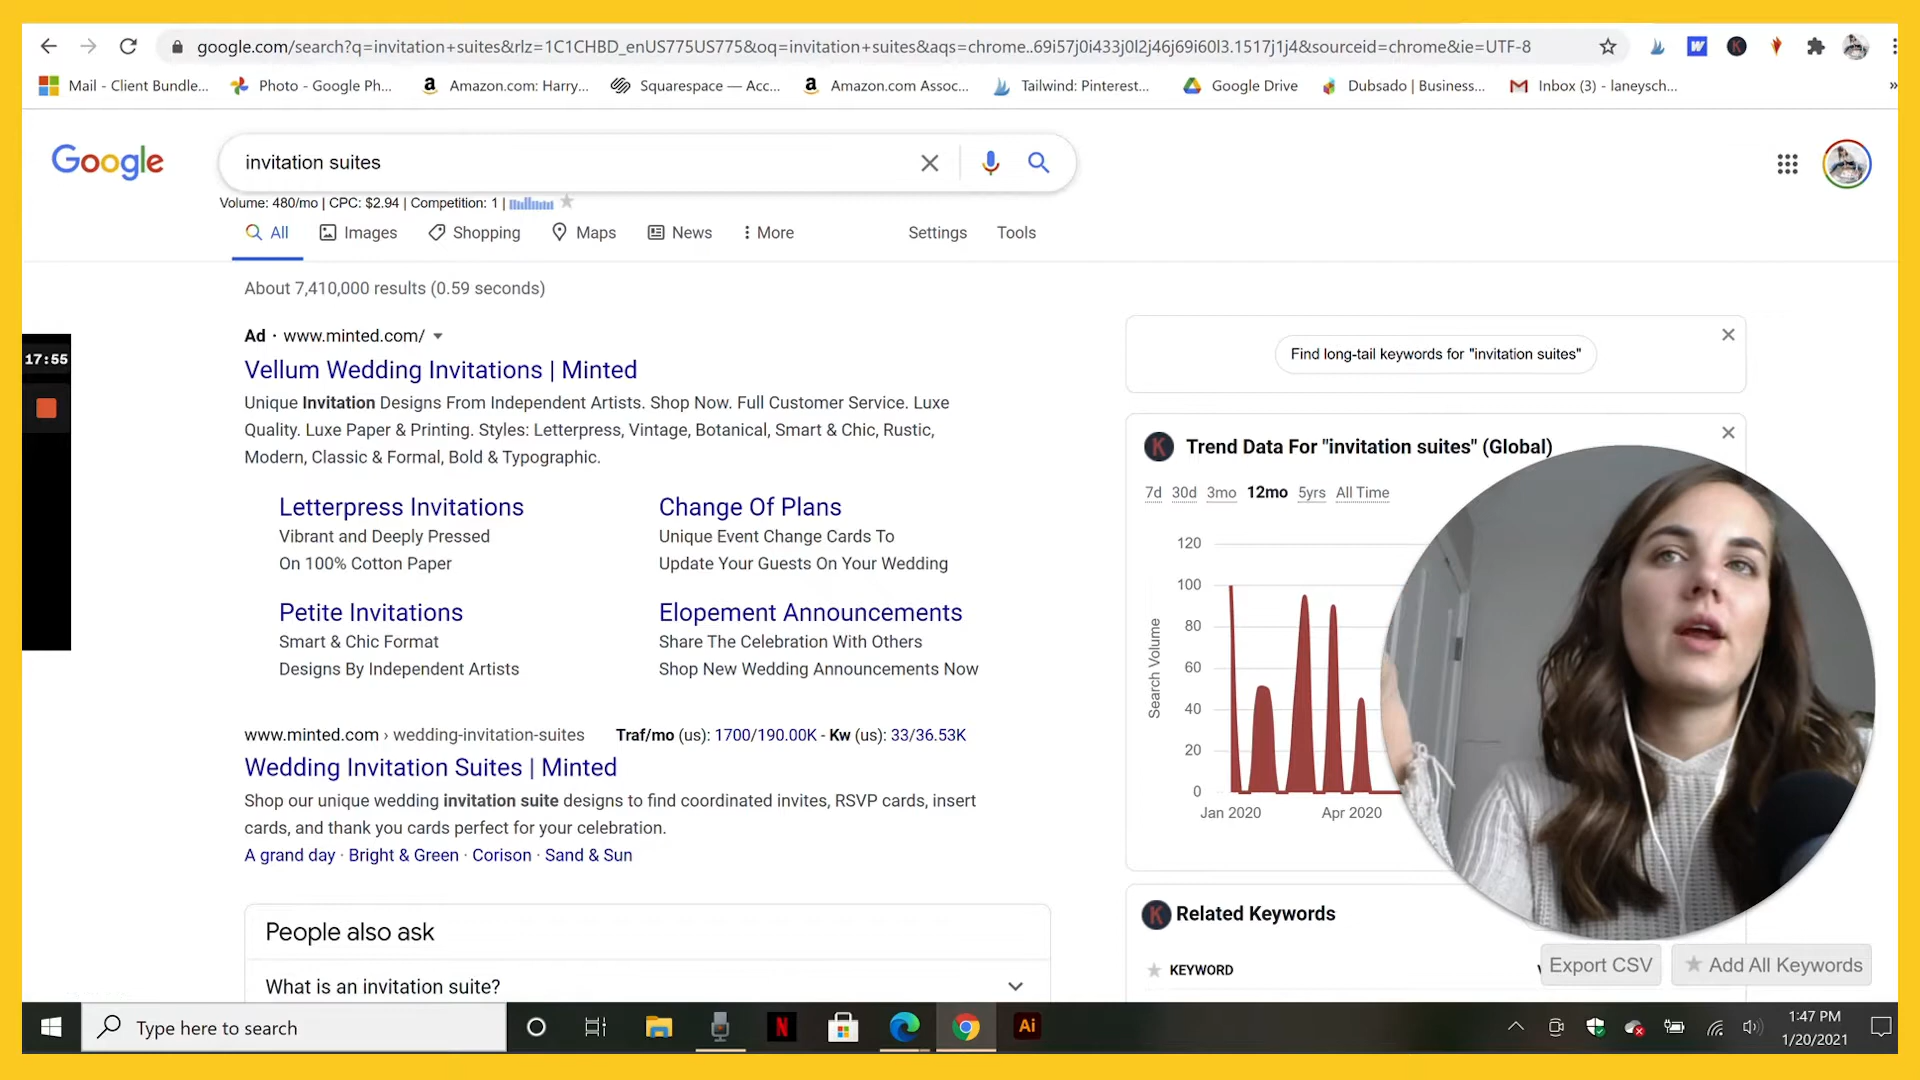 google.com/search?q=invitation+suites&rlz=1C1CHBD_enUS775US775&oq=invitation+suites&aqs=chrome..69i57j0i433j0l2j46j69i60l3.1517j1j4&sourceid=chrome&ie=UTF-8
Mail - Client Bundle... Photo - Google Ph... Amazon.com: Harry... Squarespace — Acc... Amazon.com Assoc... Tailwind: Pinterest... Google Drive Dubsado | Business... Inbox (3) - laneysch... »
Google
invitation suites
Volume: 480/mo | CPC: $2.94 | Competition: 1 |
All Images Shopping Maps News More Settings Tools
About 7,410,000 results (0.59 seconds)
Ad · www.minted.com/
Vellum Wedding Invitations | Minted
Unique Invitation Designs From Independent Artists. Shop Now. Full Customer Service. Luxe
Quality. Luxe Paper & Printing. Styles: Letterpress, Vintage, Botanical, Smart & Chic, Rustic,
Modern, Classic & Formal, Bold & Typographic.
Letterpress Invitations
Vibrant and Deeply Pressed
On 100% Cotton Paper
Change Of Plans
Unique Event Change Cards To
Update Your Guests On Your Wedding
Petite Invitations
Smart & Chic Format
Designs By Independent Artists
Elopement Announcements
Share The Celebration With Others
Shop New Wedding Announcements Now
www.minted.com › wedding-invitation-suites Traf/mo (us): 1700/190.00K - Kw (us): 33/36.53K
Wedding Invitation Suites | Minted
Shop our unique wedding invitation suite designs to find coordinated invites, RSVP cards, insert
cards, and thank you cards perfect for your celebration.
A grand day · Bright & Green · Corison · Sand & Sun
People also ask
What is an invitation suite?
17:55
Find long-tail keywords for "invitation suites"
K Trend Data For "invitation suites" (Global)
7d 30d 3mo 12mo 5yrs All Time
Search Volume
120
100
80
60
40
20
0
Jan 2020 Apr 2020
K Related Keywords
KEYWORD
Export CSV Add All Keywords
Type here to search
N
Ai
1:47 PM
1/20/2021